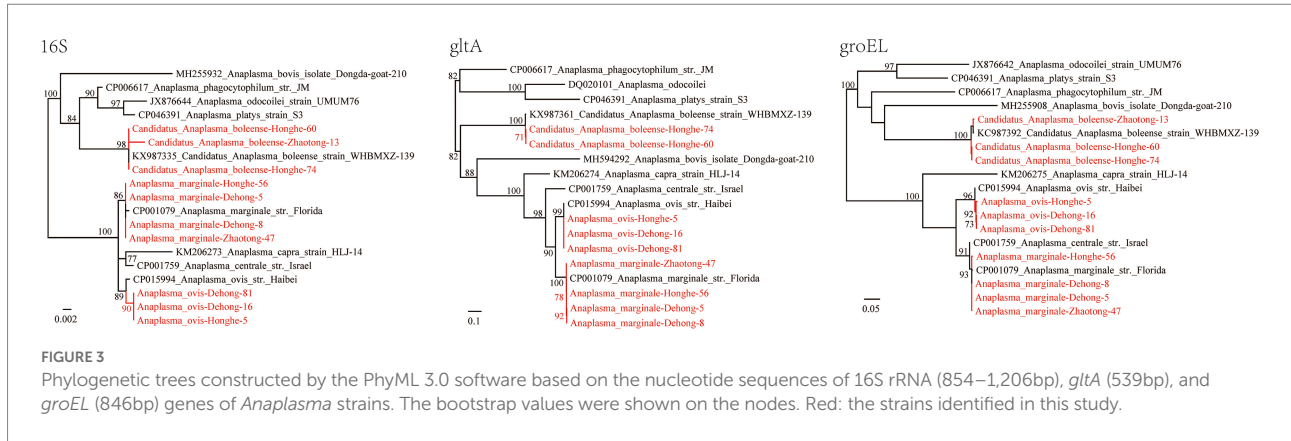 16S
MH255932_Anaplasma_bovis_isolate_Dongda-goat-210
CP006617_Anaplasma_phagocytophilum_str._JM
JX876644_Anaplasma_odocoilei_strain_UMUM76
CP046391_Anaplasma_platys_strain_S3
Candidatus_Anaplasma_boleense-Honghe-60
Candidatus_Anaplasma_boleense-Zhaotong-13
KX987335_Candidatus_Anaplasma_boleense_strain_WHBMXZ-139
Candidatus_Anaplasma_boleense-Honghe-74
Anaplasma_marginale-Honghe-56
Anaplasma_marginale-Dehong-5
CP001079_Anaplasma_marginale_str._Florida
Anaplasma_marginale-Dehong-8
Anaplasma_marginale-Zhaotong-47
KM206273_Anaplasma_capra_strain_HLJ-14
CP001759_Anaplasma_centrale_str._Israel
CP015994_Anaplasma_ovis_str._Haibei
Anaplasma_ovis-Dehong-81
Anaplasma_ovis-Dehong-16
Anaplasma_ovis-Honghe-5
100
90
97
84
98
86
100
77
89
90
0.002
gltA
CP006617_Anaplasma_phagocytophilum_str._JM
DQ020101_Anaplasma_odocoilei
CP046391_Anaplasma_platys_strain_S3
KX987361_Candidatus_Anaplasma_boleense_strain_WHBMXZ-139
Candidatus_Anaplasma_boleense-Honghe-74
Candidatus_Anaplasma_boleense-Honghe-60
MH594292_Anaplasma_bovis_isolate_Dongda-goat-210
KM206274_Anaplasma_capra_strain_HLJ-14
CP001759_Anaplasma_centrale_str._Israel
CP015994_Anaplasma_ovis_str._Haibei
Anaplasma_ovis-Honghe-5
Anaplasma_ovis-Dehong-16
Anaplasma_ovis-Dehong-81
Anaplasma_marginale-Zhaotong-47
CP001079_Anaplasma_marginale_str._Florida
Anaplasma_marginale-Honghe-56
Anaplasma_marginale-Dehong-5
Anaplasma_marginale-Dehong-8
82
100
100
71
82
88
100
98
99
90
100
78
92
0.1
groEL
JX876642_Anaplasma_odocoilei_strain_UMUM76
CP046391_Anaplasma_platys_strain_S3
CP006617_Anaplasma_phagocytophilum_str._JM
MH255908_Anaplasma_bovis_isolate_Dongda-goat-210
Candidatus_Anaplasma_boleense-Zhaotong-13
KC987392_Candidatus_Anaplasma_boleense_strain_WHBMXZ-139
Candidatus_Anaplasma_boleense-Honghe-60
Candidatus_Anaplasma_boleense-Honghe-74
KM206275_Anaplasma_capra_strain_HLJ-14
CP015994_Anaplasma_ovis_str._Haibei
Anaplasma_ovis-Honghe-5
Anaplasma_ovis-Dehong-16
Anaplasma_ovis-Dehong-81
CP001759_Anaplasma_centrale_str._Israel
Anaplasma_marginale-Honghe-56
CP001079_Anaplasma_marginale_str._Florida
Anaplasma_marginale-Dehong-8
Anaplasma_marginale-Dehong-5
Anaplasma_marginale-Zhaotong-47
97
100
100
100
96
92
73
91
93
0.05
FIGURE 3
Phylogenetic trees constructed by the PhyML 3.0 software based on the nucleotide sequences of 16S rRNA (854–1,206bp), gltA (539bp), and
groEL (846bp) genes of Anaplasma strains. The bootstrap values were shown on the nodes. Red: the strains identified in this study.